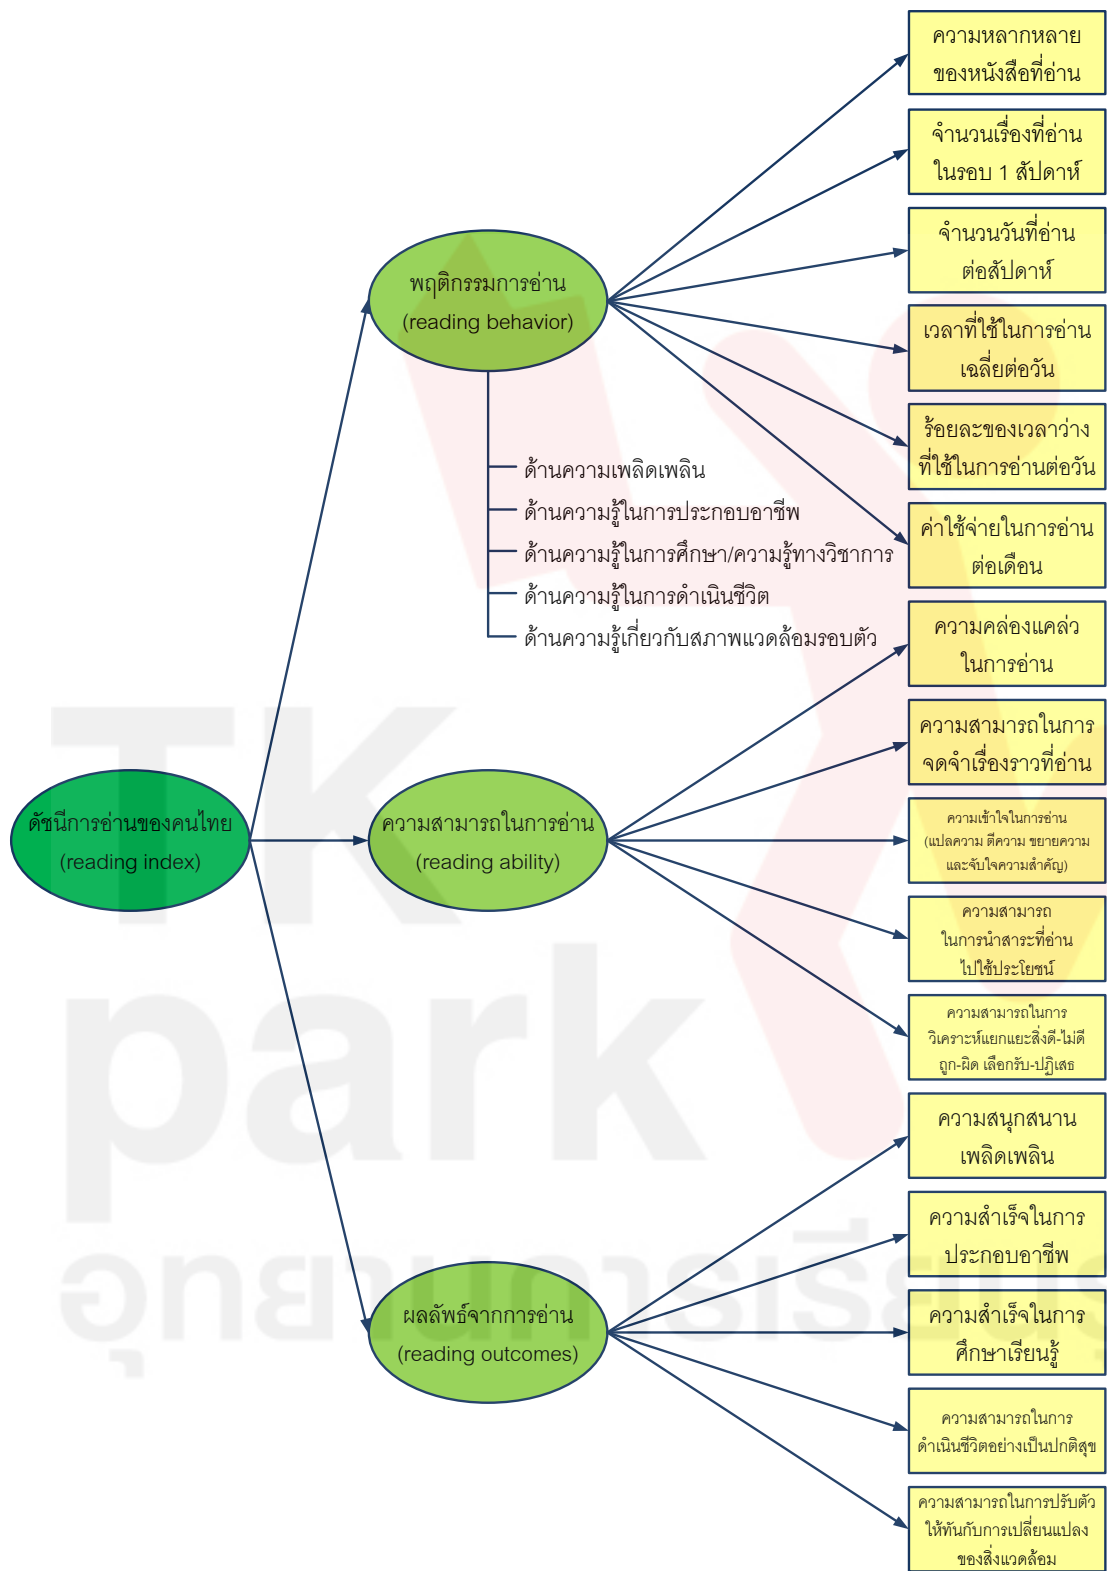 ความหลากหลาย
ของหนังสือที่อ่าน
จำนวนเรื่องที่อ่าน
ในรอบ 1 สัปดาห์
จำนวนวันที่อ่าน
ต่อสัปดาห์
พฤติกรรมการอ่าน
(reading behavior)
เวลาที่ใช้ในการอ่าน
เฉลี่ยต่อวัน
ร้อยละของเวลาว่าง
ที่ใช้ในการอ่านต่อวัน
ค่าใช้จ่ายในการอ่าน
ต่อเดือน
ด้านความเพลิดเพลิน
ด้านความรู้ในการประกอบอาชีพ
ด้านความรู้ในการศึกษา/ความรู้ทางวิชาการ
ด้านความรู้ในการดำเนินชีวิต
ด้านความรู้เกี่ยวกับสภาพแวดล้อมรอบตัว
ความคล่องแคล่ว
ในการอ่าน
ความสามารถในการ
จดจำเรื่องราวที่อ่าน
ดัชนีการอ่านของคนไทย
(reading index)
ความสามารถในการอ่าน
(reading ability)
ความเข้าใจในการอ่าน
(แปลความ ตีความ ขยายความ
และจับใจความสำคัญ)
ความสามารถ
ในการนำสาระที่อ่าน
ไปใช้ประโยชน์
ความสามารถในการ
วิเคราะห์แยกแยะสิ่งดี-ไม่ดี
ถูก-ผิด เลือกรับ-ปฏิเสธ
ความสนุกสนาน
เพลิดเพลิน
ความสำเร็จในการ
ประกอบอาชีพ
ผลลัพธ์จากการอ่าน
(reading outcomes)
ความสำเร็จในการ
ศึกษาเรียนรู้
ความสามารถในการ
ดำเนินชีวิตอย่างเป็นปกติสุข
ความสามารถในการปรับตัว
ให้ทันกับการเปลี่ยนแปลง
ของสิ่งแวดล้อม
TK
park
อุทยานการเรียนรู้